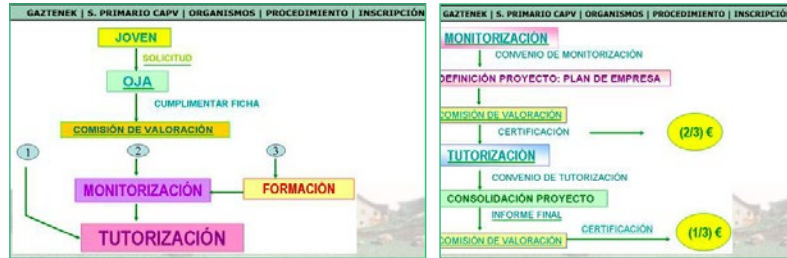 GAZTENEK | S. PRIMARIO CAPV | ORGANISMOS | PROCEDIMIENTO | INSCRIPCIÓN
JOVEN
SOLICITUD
OJA
CUMPLIMENTAR FICHA
COMISIÓN DE VALORACIÓN
1
2
3
MONITORIZACIÓN
FORMACIÓN
TUTORIZACIÓN
GAZTENEK | S. PRIMARIO CAPV | ORGANISMOS | PROCEDIMIENTO | INSCRIPCIÓN
MONITORIZACIÓN
CONVENIO DE MONITORIZACIÓN
DEFINICIÓN PROYECTO: PLAN DE EMPRESA
COMISIÓN DE VALORACIÓN
CERTIFICACIÓN
(2/3) €
TUTORIZACIÓN
CONVENIO DE TUTORIZACIÓN
CONSOLIDACIÓN PROYECTO
INFORME FINAL
COMISIÓN DE VALORACIÓN
CERTIFICACIÓN
(1/3) €